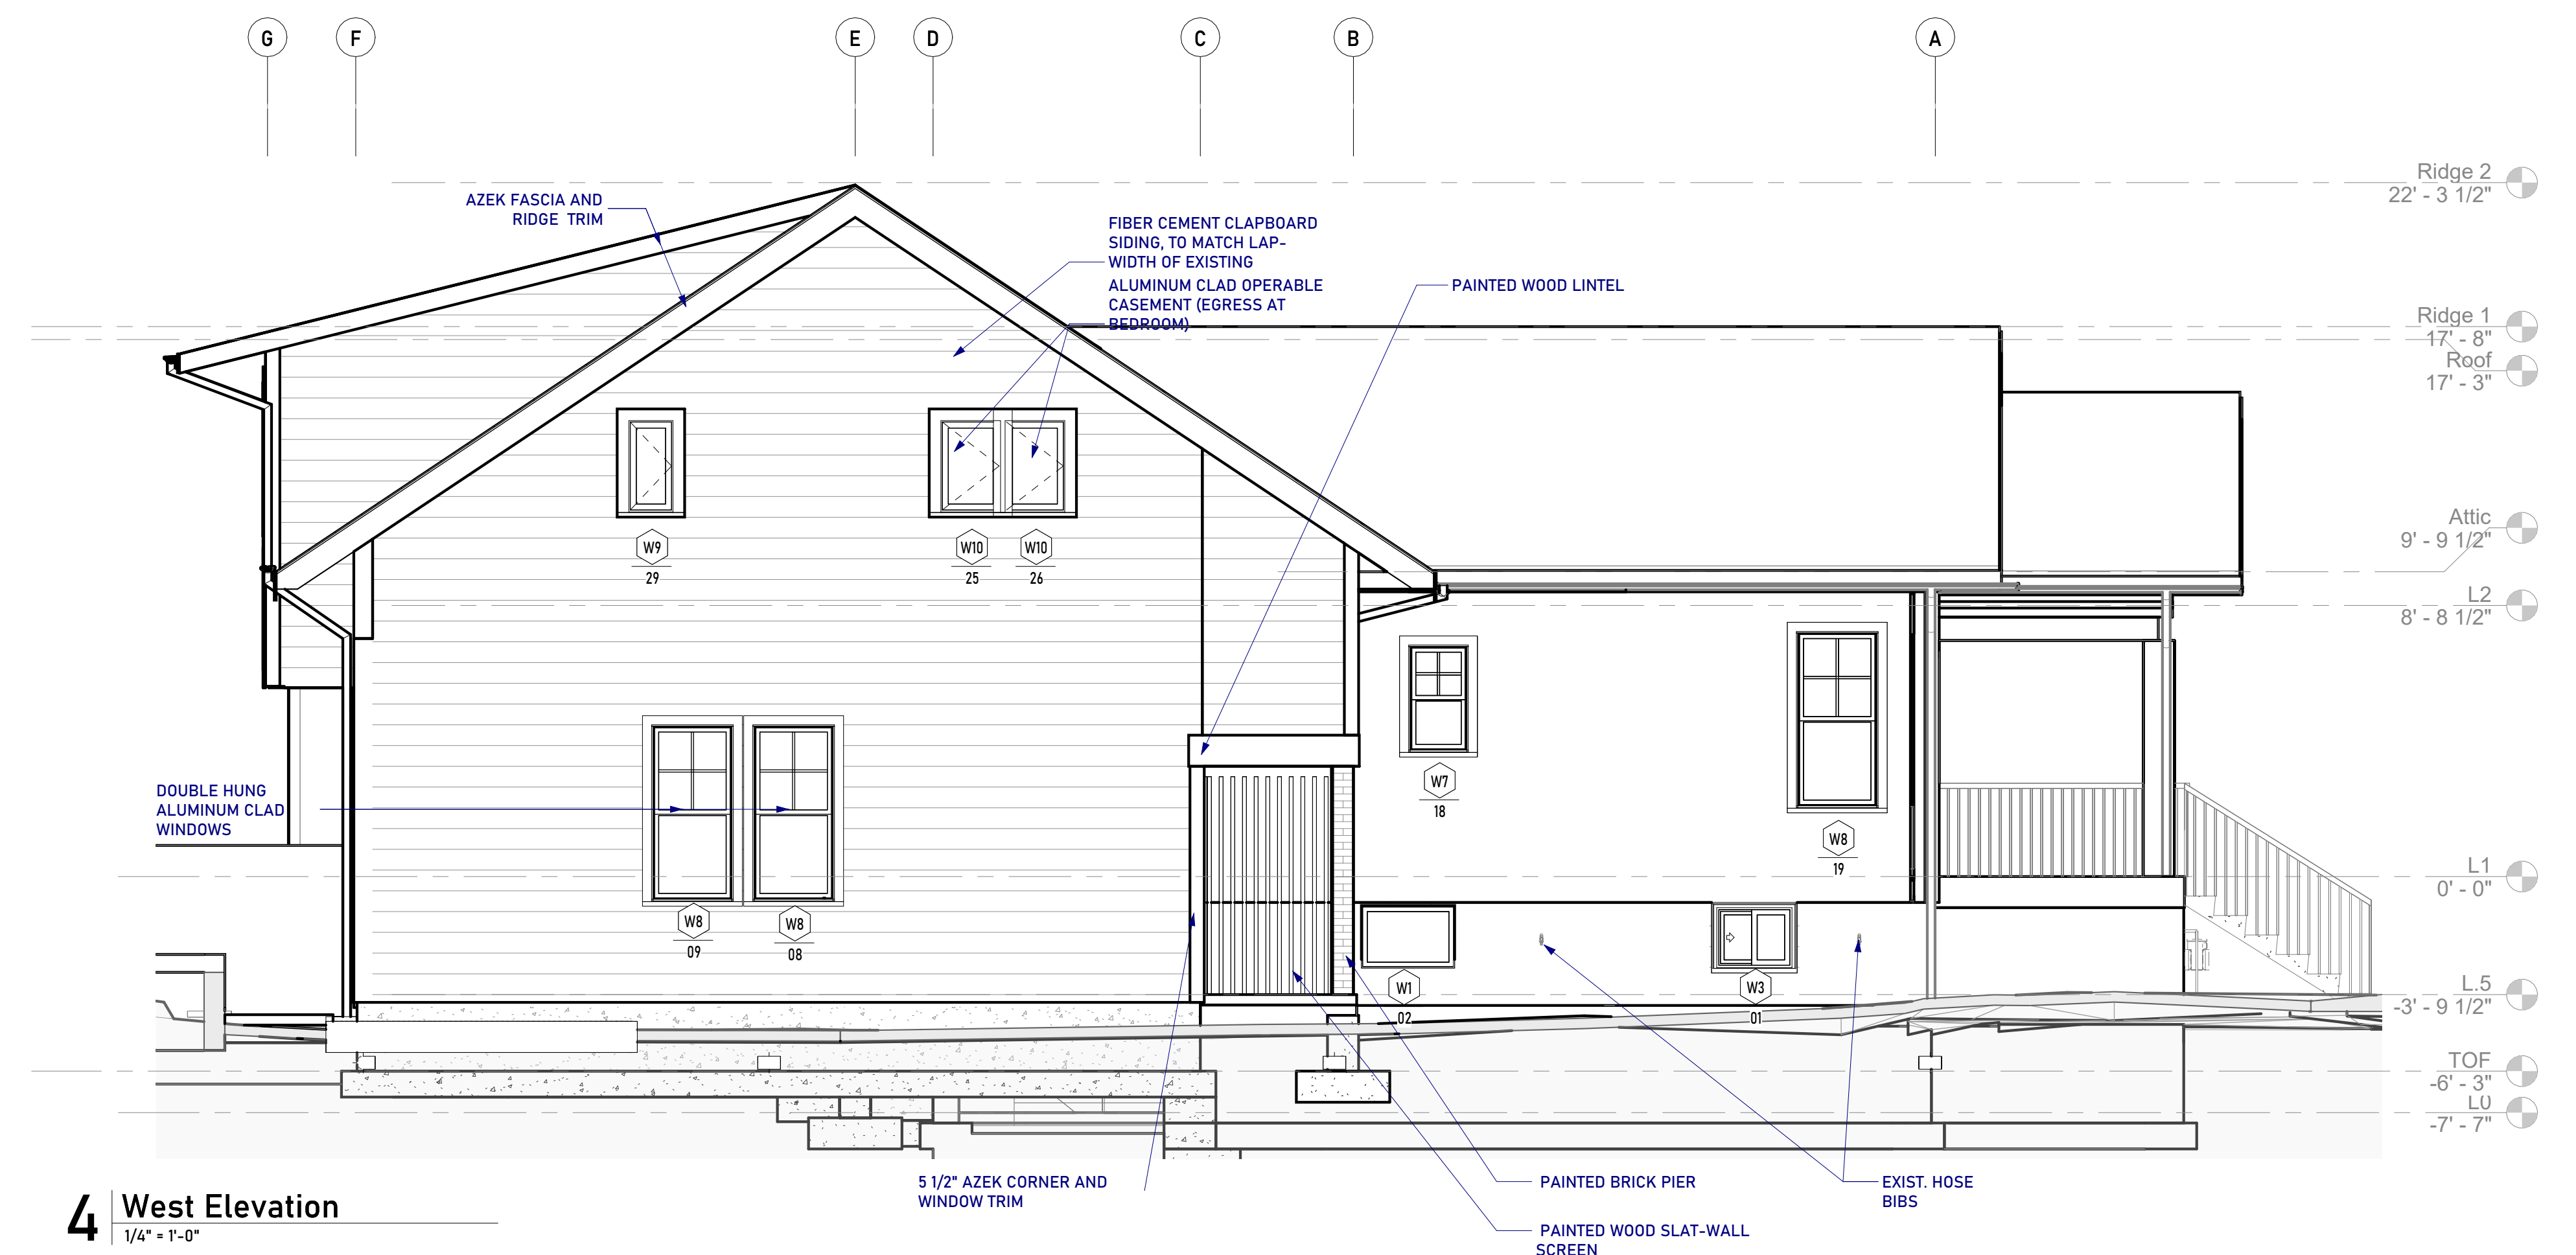 G F E D C B A
Ridge 2
22' - 3 1/2"
AZEK FASCIA AND
RIDGE TRIM
FIBER CEMENT CLAPBOARD
SIDING, TO MATCH LAP-
WIDTH OF EXISTING
ALUMINUM CLAD OPERABLE
CASEMENT (EGRESS AT
BEDROOM)
PAINTED WOOD LINTEL
Ridge 1
17' - 8"
Roof
17' - 3"
Attic
9' - 9 1/2"
W9
29
W10
25
W10
26
L2
8' - 8 1/2"
DOUBLE HUNG
ALUMINUM CLAD
WINDOWS
W7
18
W8
19
L1
0' - 0"
W8
09
W8
08
W1
02
W3
01
L.5
-3' - 9 1/2"
TOF
-6' - 3"
L0
-7' - 7"
5 1/2" AZEK CORNER AND
WINDOW TRIM
PAINTED BRICK PIER
EXIST. HOSE
BIBS
PAINTED WOOD SLAT-WALL
SCREEN
4 West Elevation
1/4" = 1'-0"